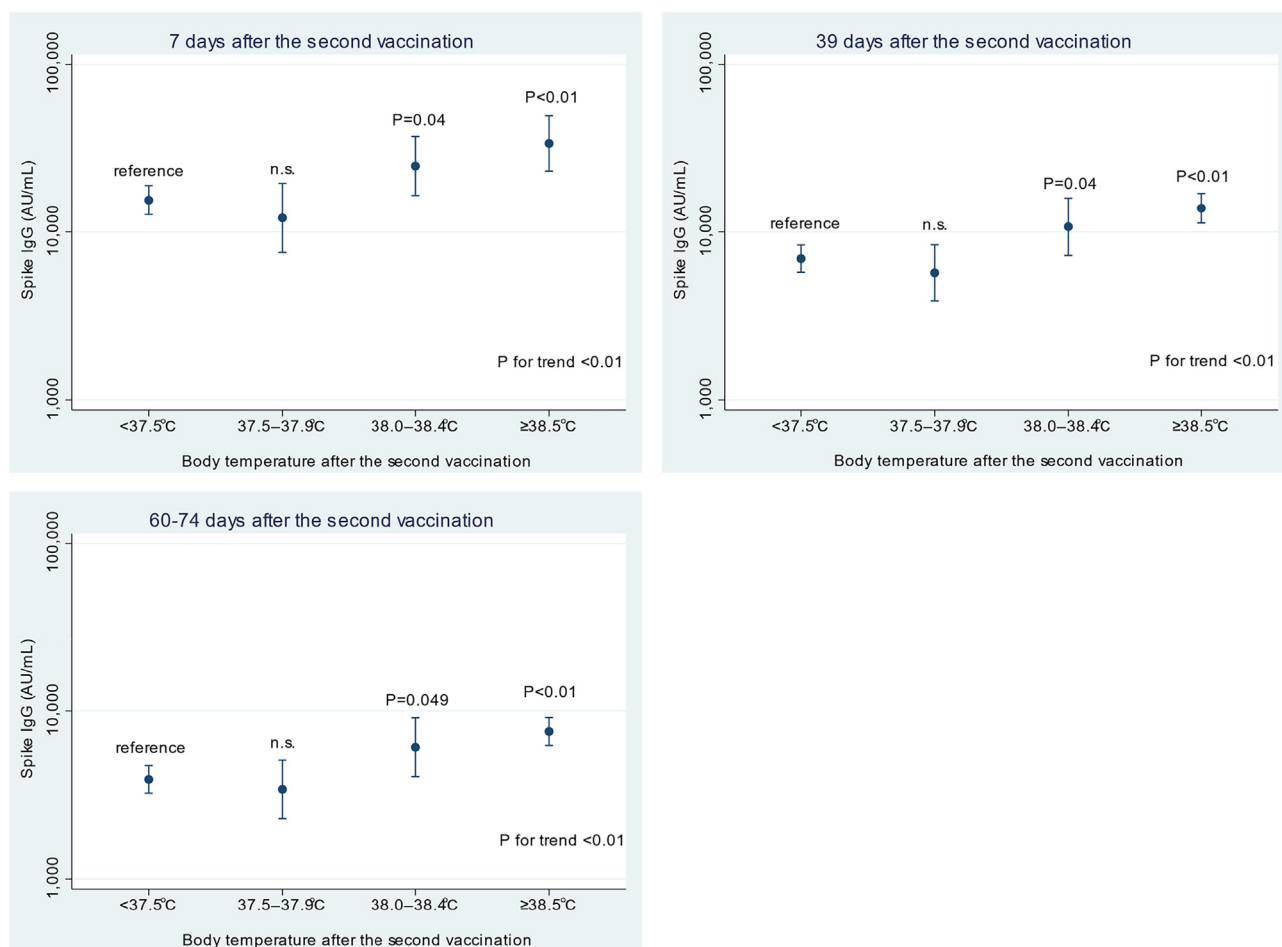 7 days after the second vaccination
Spike IgG (AU/mL)
100,000
10,000
1,000
reference
n.s.
P=0.04
P<0.01
P for trend <0.01
<37.5℃
37.5–37.9℃
38.0–38.4℃
≥38.5℃
Body temperature after the second vaccination
39 days after the second vaccination
Spike IgG (AU/mL)
100,000
10,000
1,000
reference
n.s.
P=0.04
P<0.01
P for trend <0.01
<37.5℃
37.5–37.9℃
38.0–38.4℃
≥38.5℃
Body temperature after the second vaccination
60-74 days after the second vaccination
Spike IgG (AU/mL)
100,000
10,000
1,000
reference
n.s.
P=0.049
P<0.01
P for trend <0.01
<37.5℃
37.5–37.9℃
38.0–38.4℃
≥38.5℃
Body temperature after the second vaccination